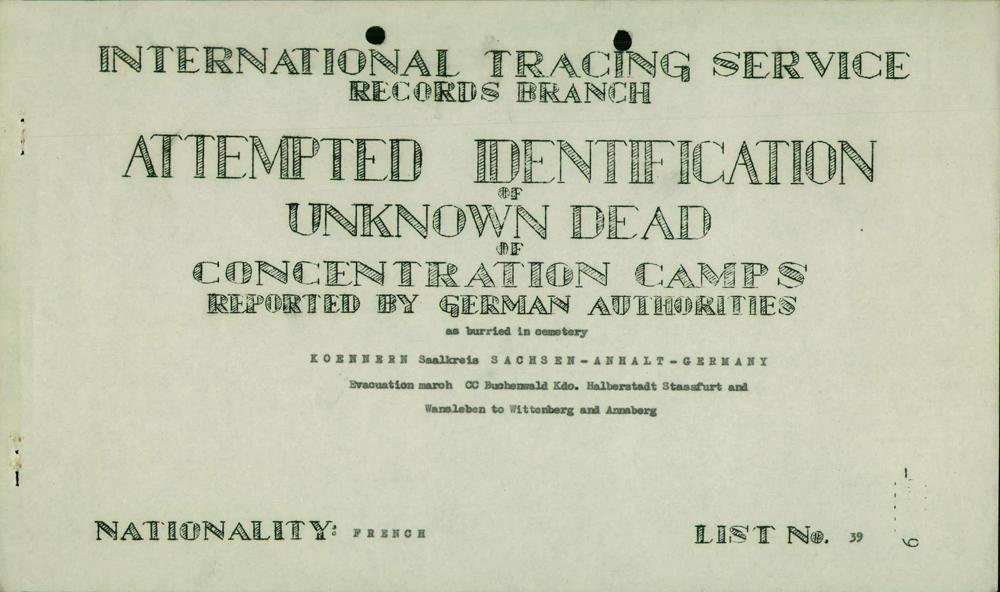 INTERNATIONAL TRACING SERVICE
RECORDS BRANCH
ATTEMPTED IDENTIFICATION
OF
UNKNOWN DEAD
OF
CONCENTRATION CAMPS
REPORTED BY GERMAN AUTHORITIES
as burried in cemetery
KOENNERN Saalkreis SACHSEN-ANHALT-GERMANY
Evacuation march CC Buchenwald Kdo. Halberstadt Stassfurt and
Wansleben to Wittenberg and Annaberg
NATIONALITY: FRENCH LIST No. 39